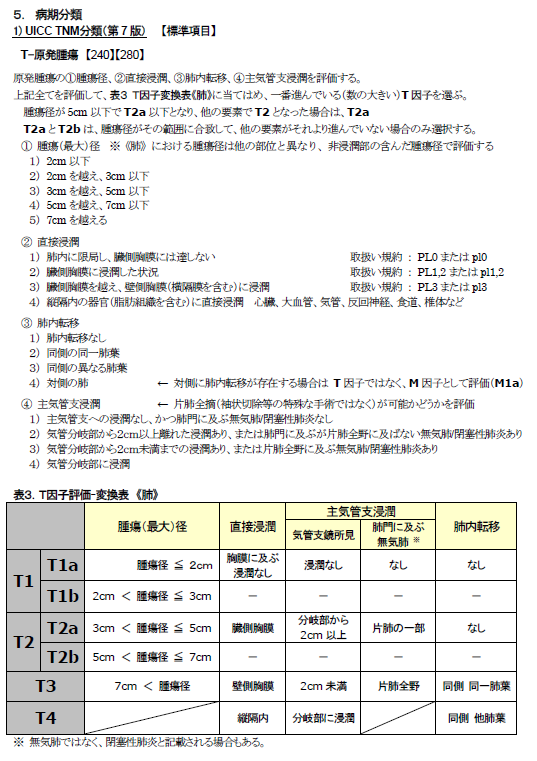 5. 病期分類
1) UICC TNM分類(第7版) 【標準項目】
T-原発腫瘍 【240】【280】
原発腫瘍の①腫瘍径、②直接浸潤、③肺内転移、④主気管支浸潤を評価する。
上記全てを評価して、表3 T因子変換表《肺》に当てはめ、一番進んでいる(数の大きい)T因子を選ぶ。
腫瘍径が 5cm 以下で T2a 以下となり、他の要素で T2 となった場合は、T2a
T2a と T2b は、腫瘍径がその範囲に合致して、他の要素がそれより進んでいない場合のみ選択する。
① 腫瘍(最大)径 ※《肺》における腫瘍径は他の部位と異なり、非浸潤部の含んだ腫瘍径で評価する
1) 2cm 以下
2) 2cm を越え、3cm 以下
3) 3cm を越え、5cm 以下
4) 5cm を越え、7cm 以下
5) 7cm を越える
② 直接浸潤
1) 肺内に限局し、臓側胸膜には達しない 取扱い規約 : PL0 または pl0
2) 臓側胸膜に浸潤した状況 取扱い規約 : PL1,2 または pl1,2
3) 臓側胸膜を越え、壁側胸膜(横隔膜を含む)に浸潤 取扱い規約 : PL3 または pl3
4) 縦隔内の器官(脂肪組織を含む)に直接浸潤 心臓、大血管、気管、反回神経、食道、椎体など
③ 肺内転移
1) 肺内転移なし
2) 同側の同一肺葉
3) 同側の異なる肺葉
4) 対側の肺 ← 対側に肺内転移が存在する場合は T 因子ではなく、M 因子として評価(M1a)
④ 主気管支浸潤 ← 片肺全摘(袖状切除等の特殊な手術ではなく)が可能かどうかを評価
1) 主気管支への浸潤なし、かつ肺門に及ぶ無気肺/閉塞性肺炎なし
2) 気管分岐部から2cm以上離れた浸潤あり、または肺門に及ぶが片肺全野に及ばない無気肺/閉塞性肺炎あり
3) 気管分岐部から2cm未満までの浸潤あり、または片肺全野に及ぶ無気肺/閉塞性肺炎あり
4) 気管分岐部に浸潤
表3. T因子評価-変換表 《肺》
腫瘍(最大)径 直接浸潤 主気管支浸潤 肺内転移
気管支鏡所見 肺門に及ぶ無気肺 ※
T1 T1a 腫瘍径 ≦ 2cm 胸膜に及ぶ浸潤なし 浸潤なし なし なし
T1b 2cm < 腫瘍径 ≦ 3cm － － － －
T2 T2a 3cm < 腫瘍径 ≦ 5cm 臓側胸膜 分岐部から2cm 以上 片肺の一部 なし
T2b 5cm < 腫瘍径 ≦ 7cm － － － －
T3 7cm < 腫瘍径 壁側胸膜 2cm 未満 片肺全野 同側 同一肺葉
T4 縦隔内 分岐部に浸潤 同側 他肺葉
※ 無気肺ではなく、閉塞性肺炎と記載される場合もある。